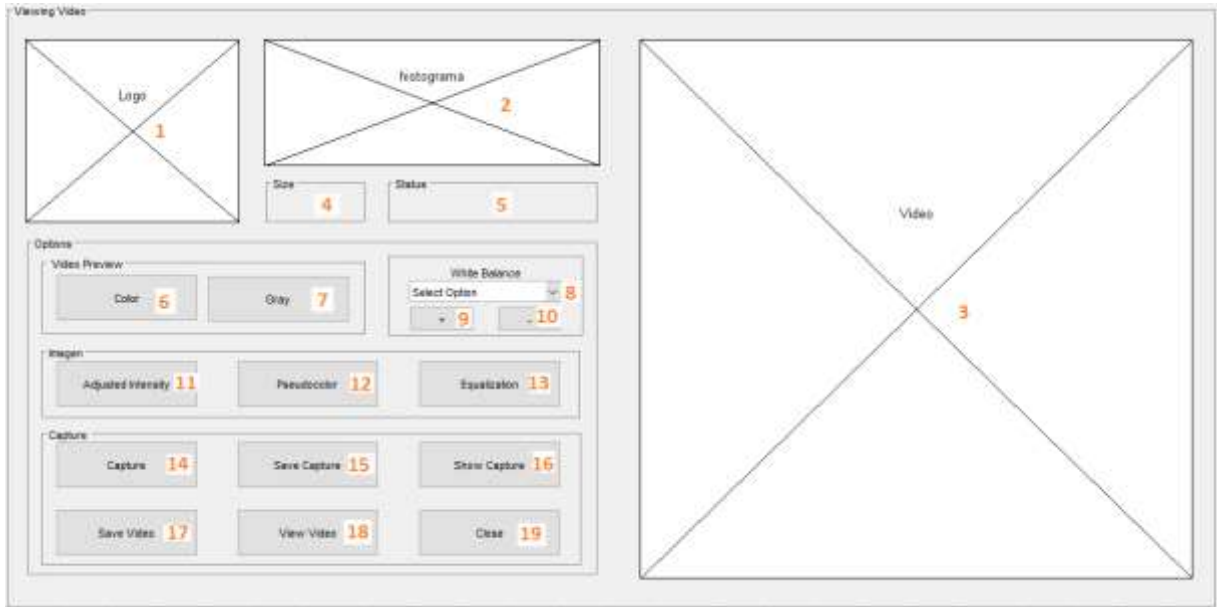 Viewing Video
Logo
1
histograma
2
Video
3
Size
4
Status
5
Options
Video Preview
Color 6
Gray 7
White Balance
Select Option 8
+ 9
- 10
Imagen
Adjusted Intensity 11
Pseudocolor 12
Equalization 13
Capture
Capture 14
Save Capture 15
Show Capture 16
Save Video 17
View Video 18
Close 19